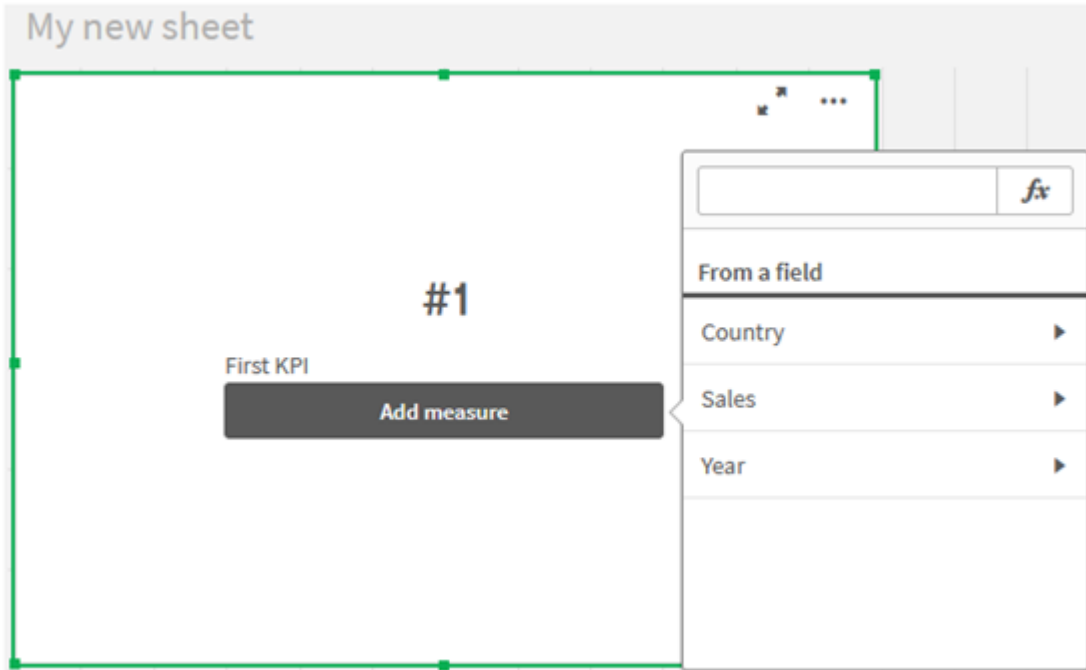 My new sheet
fx
From a field
#1
Country
First KPI
Add measure
Sales
Year